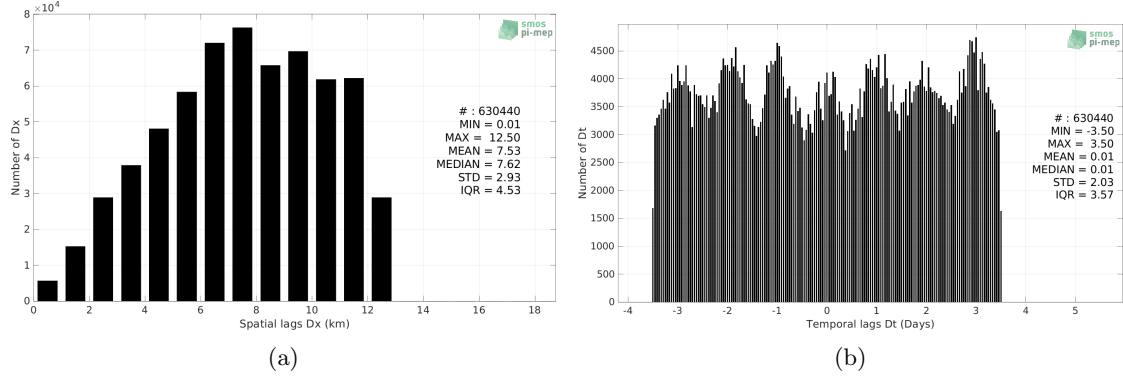 ×10⁴
8
7
6
5
4
3
2
1
0
Number of Dx
smos
pi-mep
# : 630440
MIN = 0.01
MAX = 12.50
MEAN = 7.53
MEDIAN = 7.62
STD = 2.93
IQR = 4.53
0 2 4 6 8 10 12 14 16 18
Spatial lags Dx (km)
(a)
4500
4000
3500
3000
2500
2000
1500
1000
500
0
Number of Dt
smos
pi-mep
# : 630440
MIN = -3.50
MAX = 3.50
MEAN = 0.01
MEDIAN = 0.01
STD = 2.03
IQR = 3.57
-4 -3 -2 -1 0 1 2 3 4 5
Temporal lags Dt (Days)
(b)